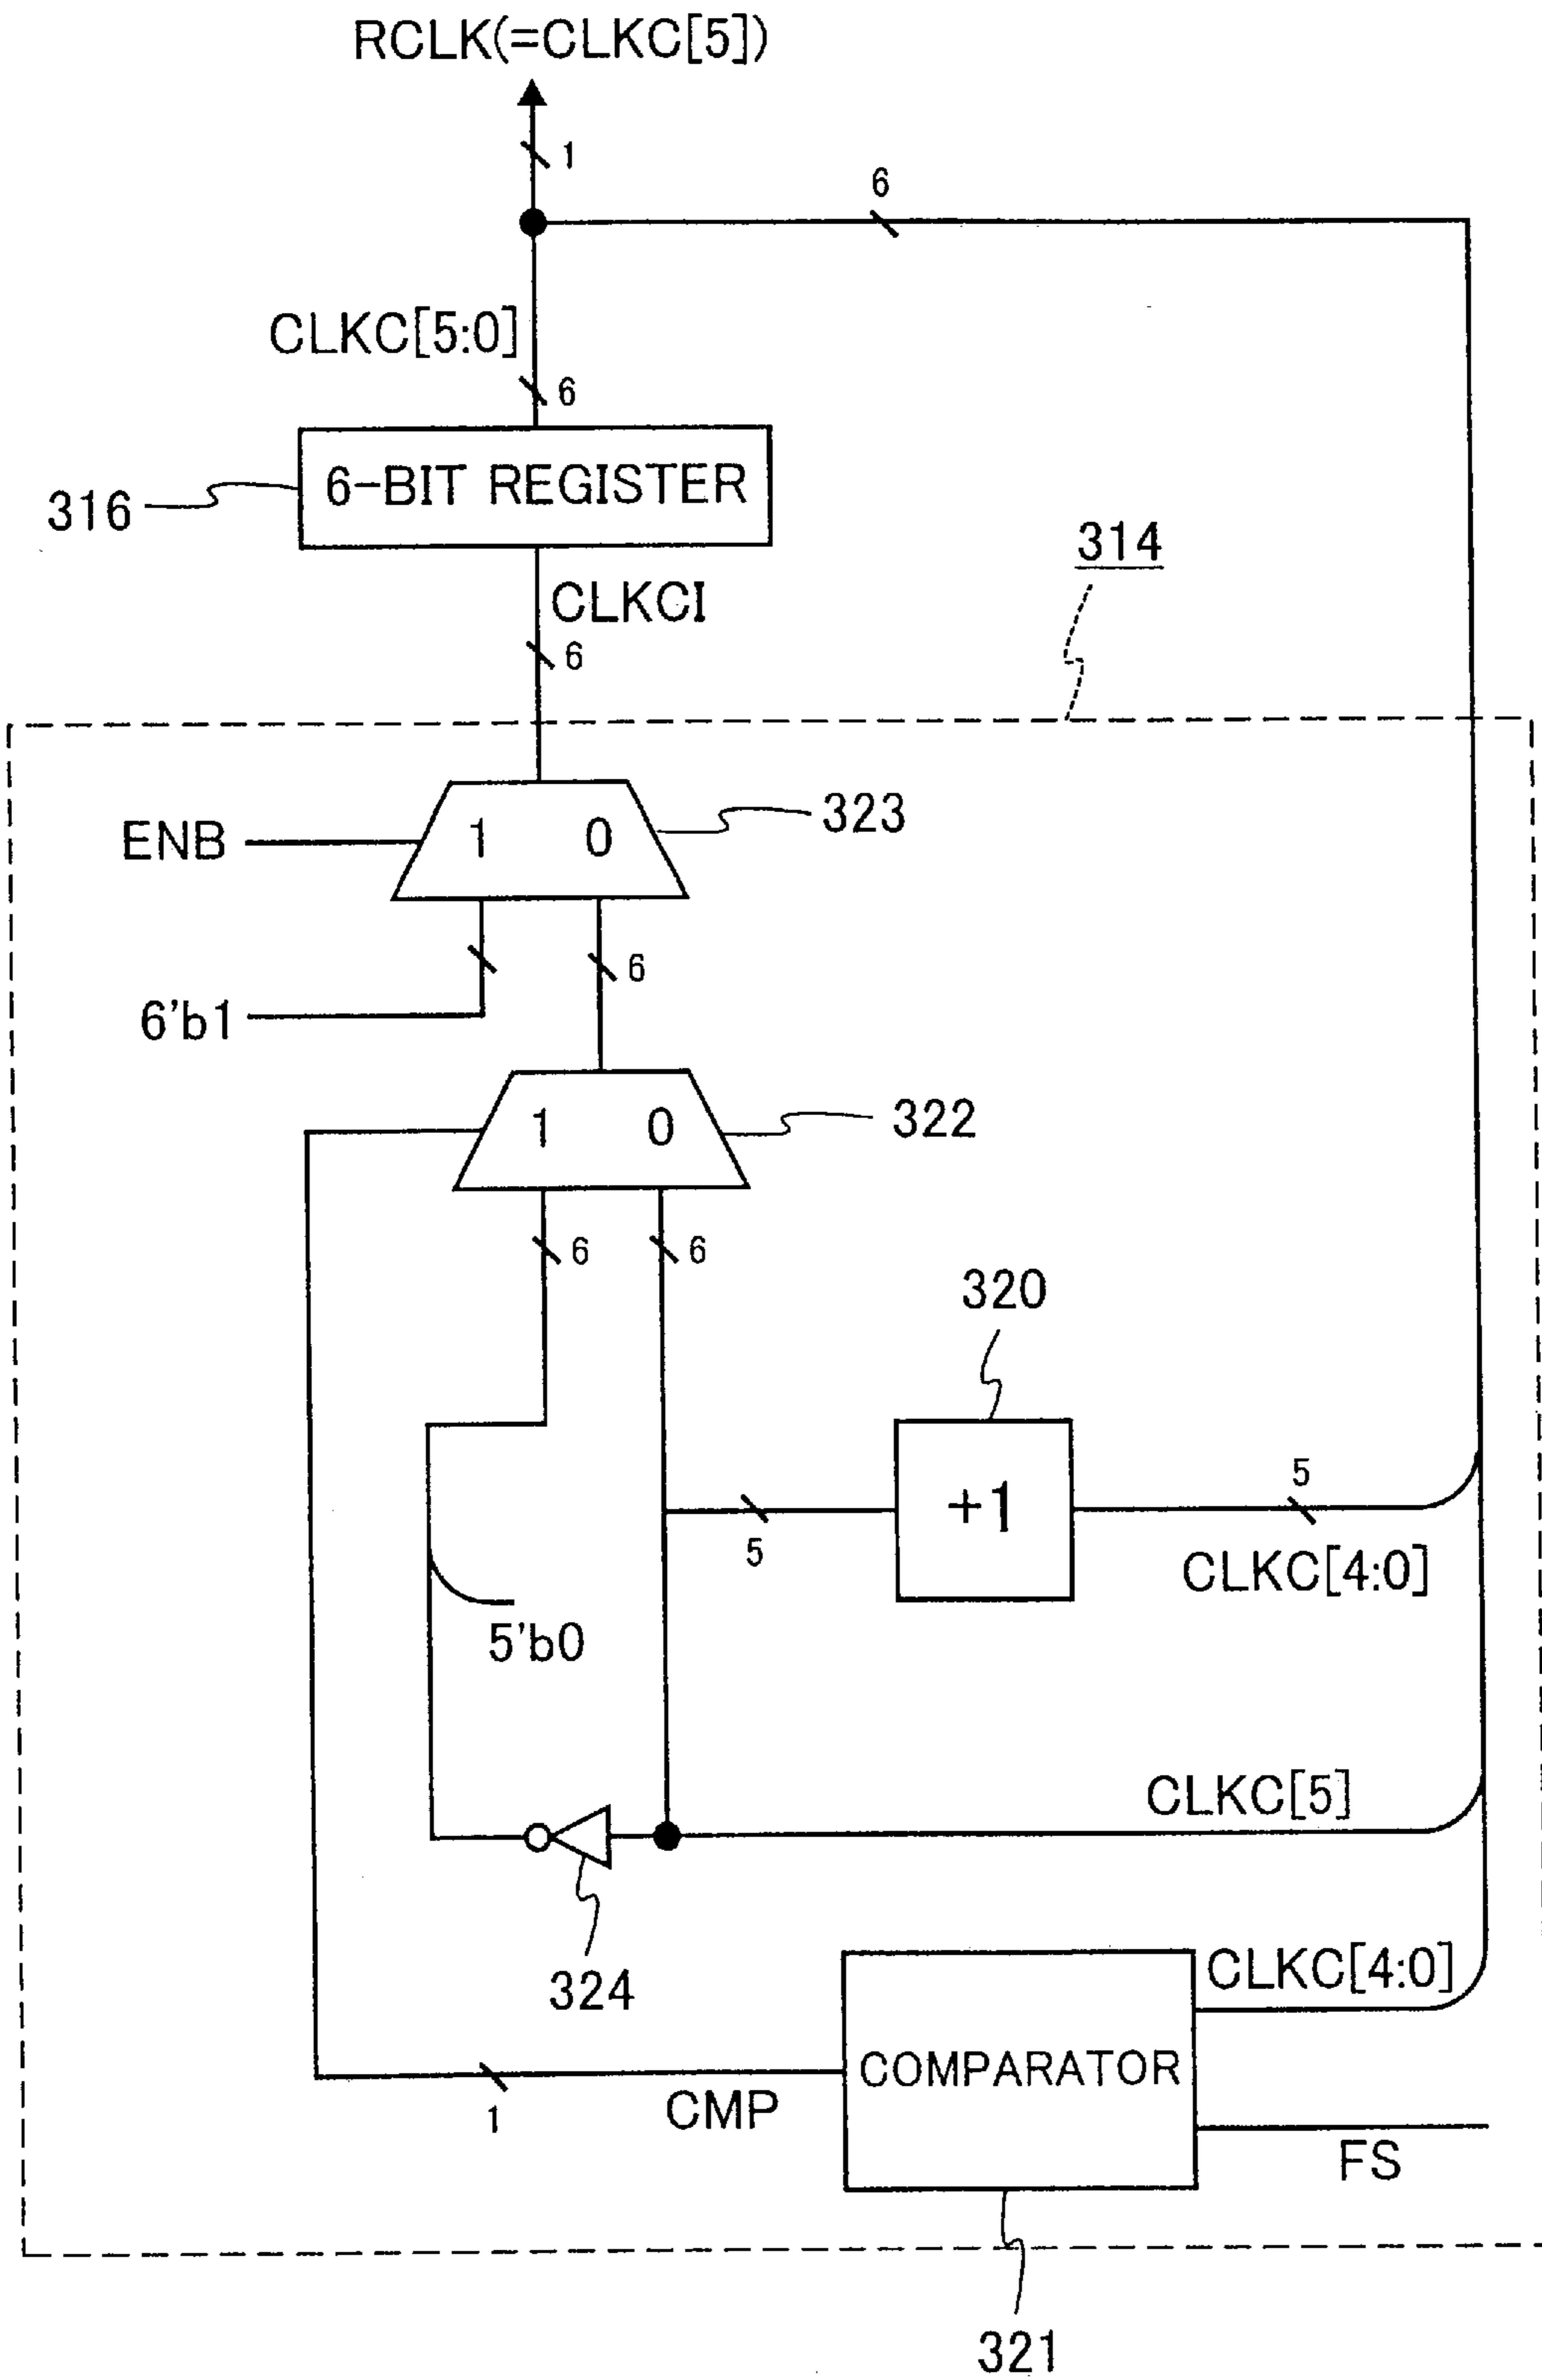 RCLK(=CLKC[5])
1
6
CLKC[5:0]
6
6-BIT REGISTER
316
314
CLKCI
6
323
ENB
1 0
6
6'b1
322
1 0
6 6
320
+1
5
5
CLKC[4:0]
5'b0
CLKC[5]
324
CLKC[4:0]
COMPARATOR
CMP
1
FS
321